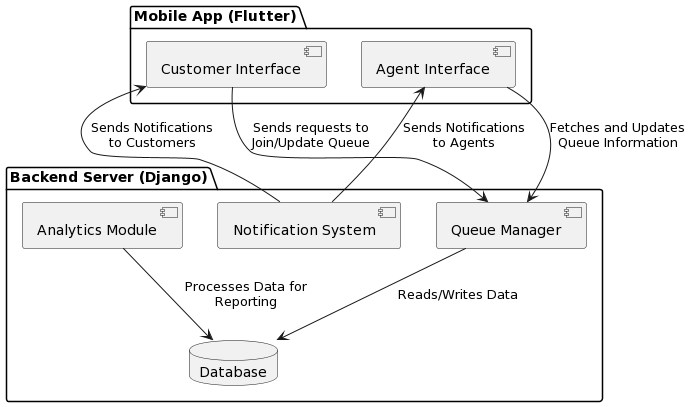 Mobile App (Flutter)
Customer Interface
Agent Interface
Sends Notifications
to Customers
Sends requests to
Join/Update Queue
Sends Notifications
to Agents
Fetches and Updates
Queue Information
Backend Server (Django)
Analytics Module
Notification System
Queue Manager
Processes Data for
Reporting
Reads/Writes Data
Database